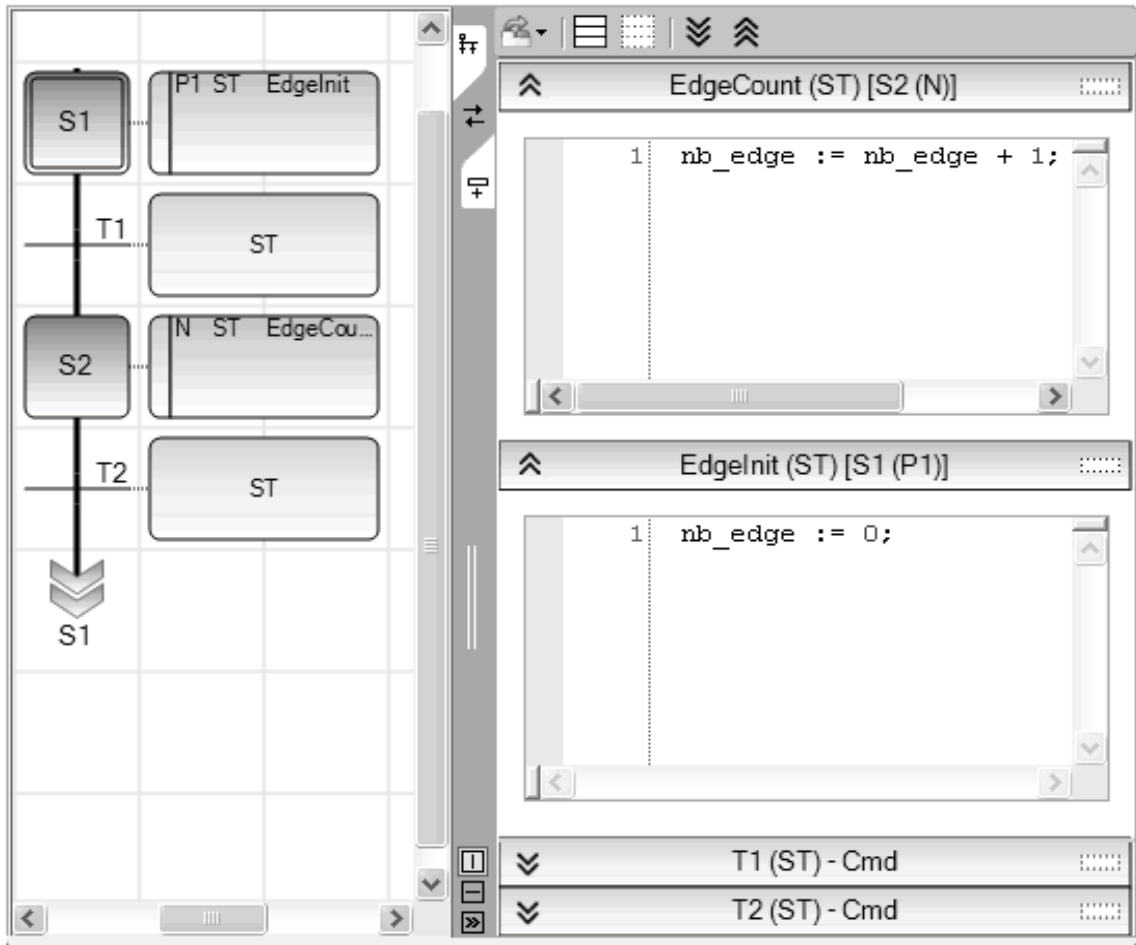 S1
P1 ST EdgeInit
T1
ST
S2
N ST EdgeCou...
T2
ST
S1
EdgeCount (ST) [S2 (N)]
1 nb_edge := nb_edge + 1;
EdgeInit (ST) [S1 (P1)]
1 nb_edge := 0;
T1 (ST) - Cmd
T2 (ST) - Cmd